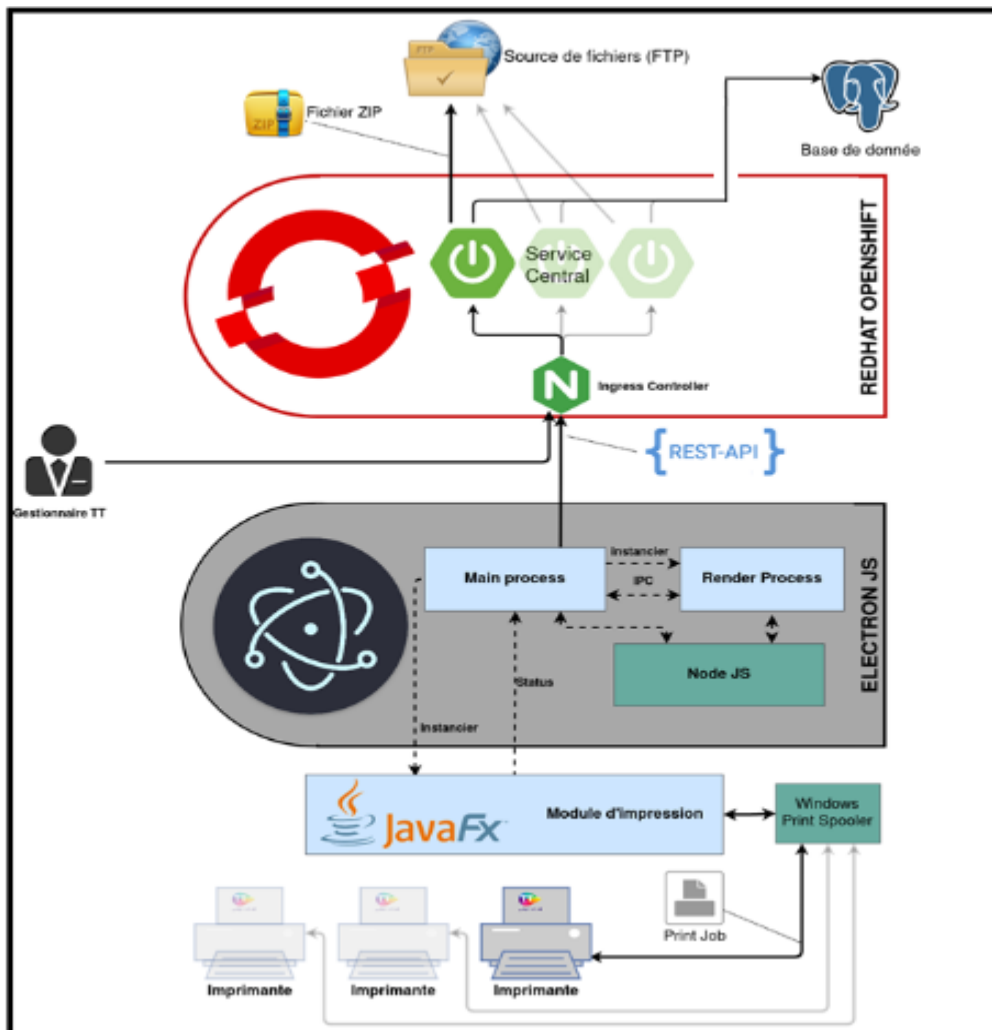 FTP
Source de fichiers (FTP)
ZIP
Fichier ZIP
Base de donnée
Service
Central
REDHAT OPENSHIFT
N
Ingress Controller
{REST-API}
Gestionnaire TT
Instancier
Main process
IPC
Render Process
Node JS
Status
Instancier
ELECTRON JS
JavaFx
Module d'impression
Windows
Print Spooler
Print Job
Imprimante
Imprimante
Imprimante